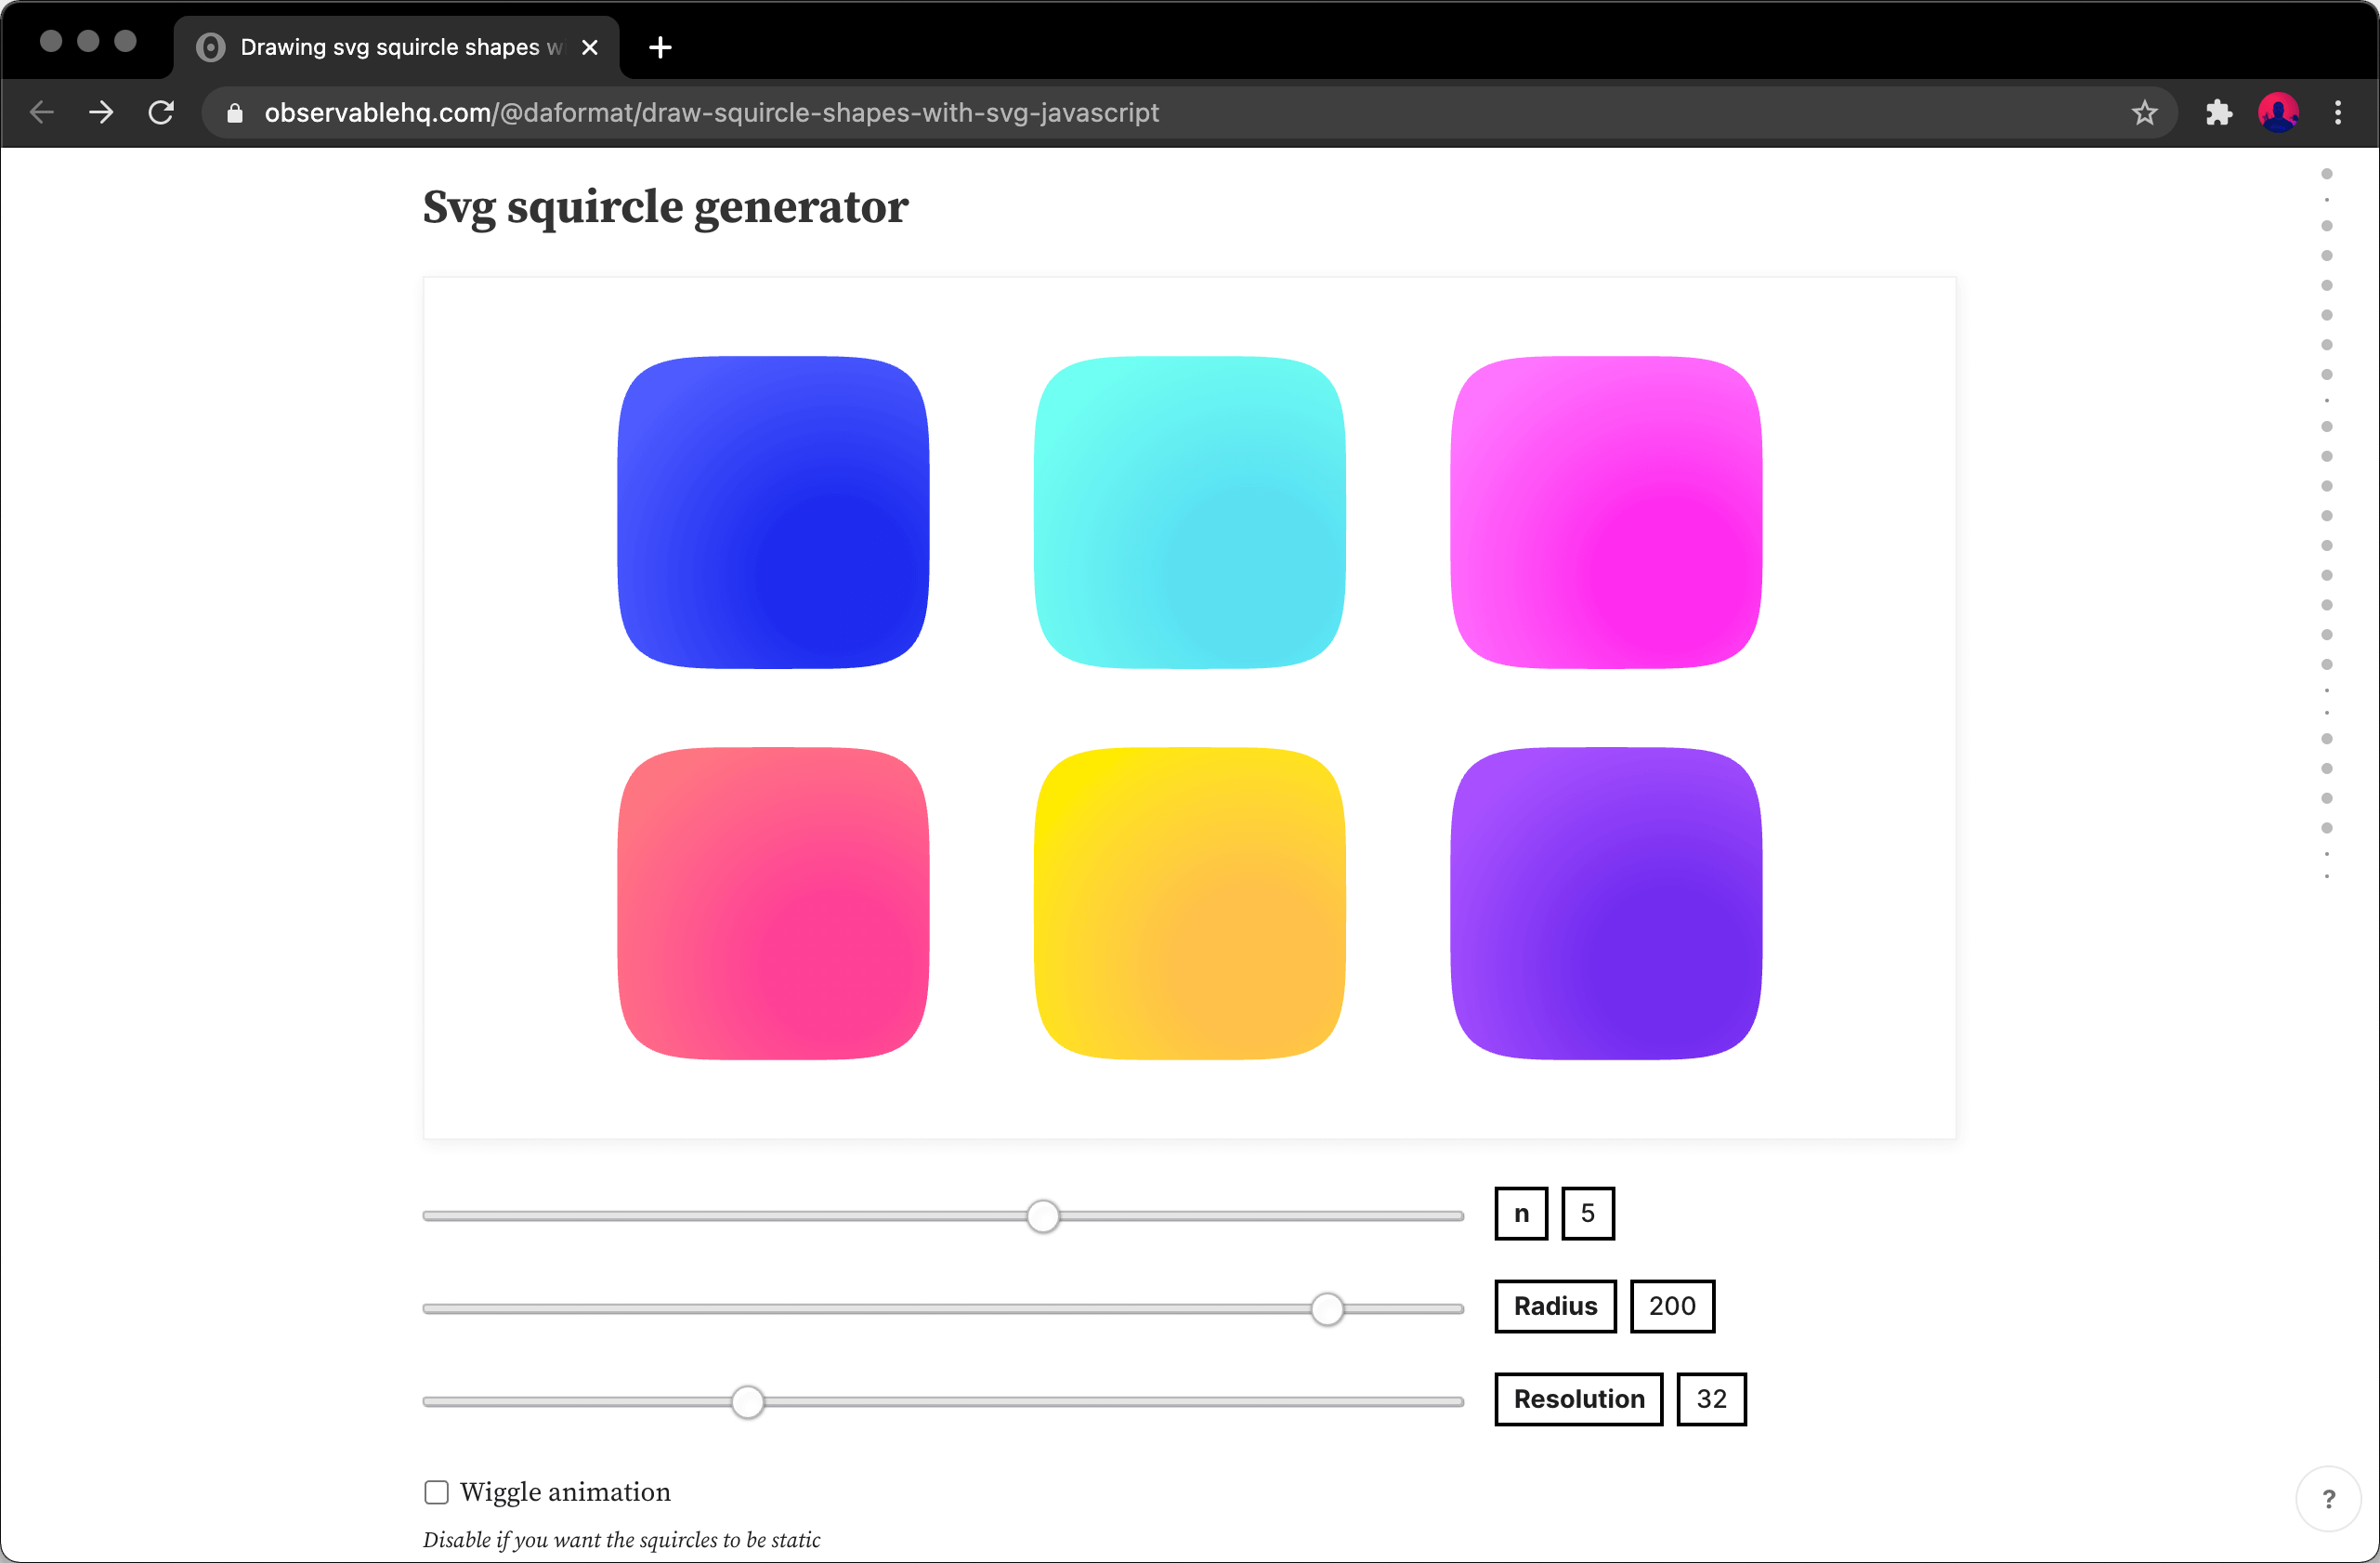 Drawing svg squircle shapes w
observablehq.com/@daformat/draw-squircle-shapes-with-svg-javascript
Svg squircle generator
n 5
Radius 200
Resolution 32
Wiggle animation
Disable if you want the squircles to be static
?